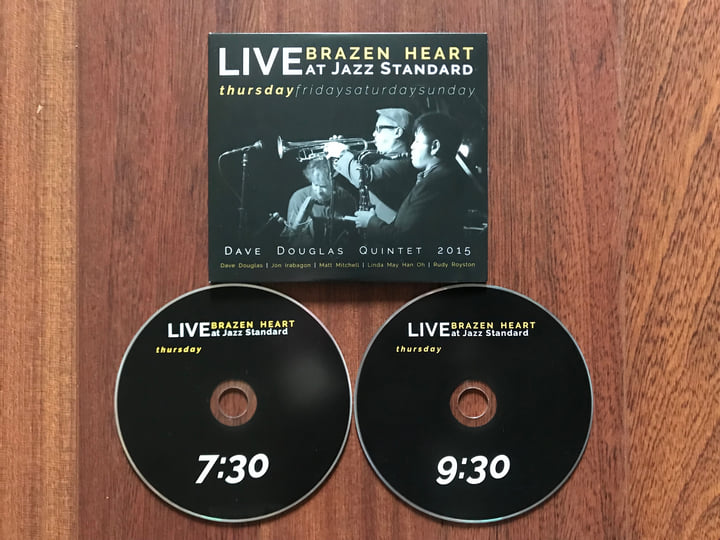 LIVE BRAZEN HEART
AT JAZZ STANDARD
thursdayfridaysaturdaysunday
DAVE DOUGLAS QUINTET 2015
Dave Douglas | Jon Irabagon | Matt Mitchell | Linda May Han Oh | Rudy Royston
LIVE BRAZEN HEART
at Jazz Standard
thursday
7:30
LIVE BRAZEN HEART
at Jazz Standard
thursday
9:30